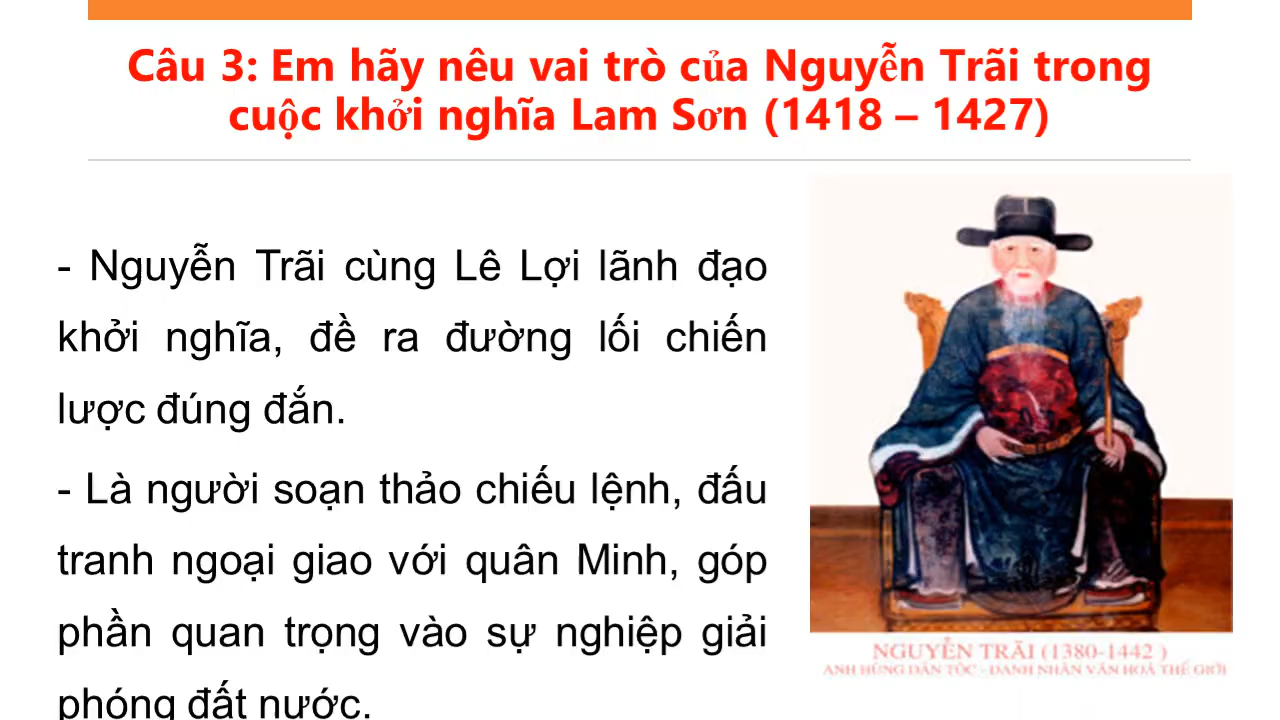 Câu 3: Em hãy nêu vai trò của Nguyễn Trãi trong
cuộc khởi nghĩa Lam Sơn (1418 – 1427)
- Nguyễn Trãi cùng Lê Lợi lãnh đạo
khởi nghĩa, đề ra đường lối chiến
lược đúng đắn.
- Là người soạn thảo chiếu lệnh, đấu
tranh ngoại giao với quân Minh, góp
phần quan trọng vào sự nghiệp giải
phóng đất nước.
NGUYỄN TRÃI (1380-1442 )
ANH HÙNG DÂN TỘC - DANH NHÂN VĂN HOÁ THẾ GIỚI